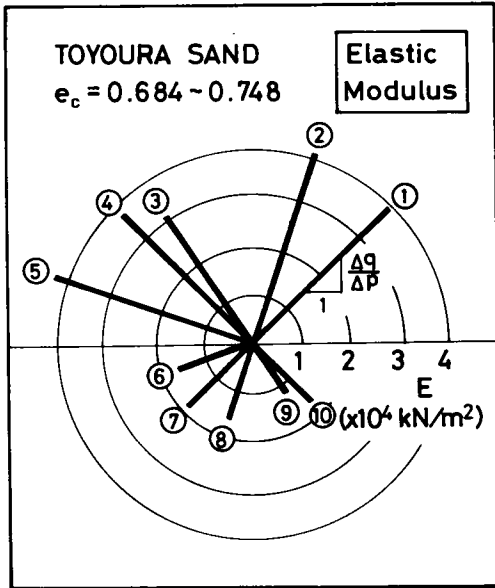 TOYOURA SAND
e_c = 0.684 ~ 0.748
Elastic
Modulus
②
①
④
③
⑤
Δq
ΔP
1
1 2 3 4
⑥
E
⑦
⑧
⑨
⑩
(x10⁴ kN/m²)